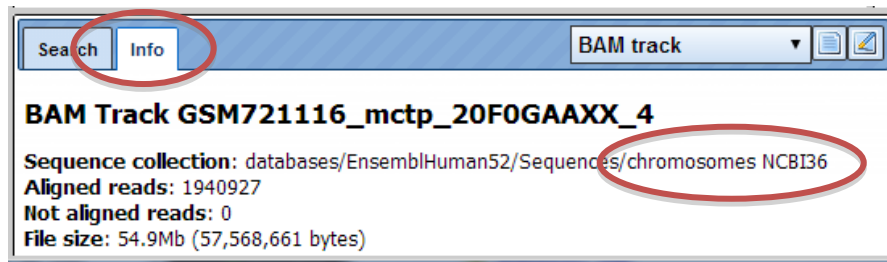 Search Info BAM track
BAM Track GSM721116_mctp_20F0GAAXX_4
Sequence collection: databases/EnsemblHuman52/Sequences/chromosomes NCBI36
Aligned reads: 1940927
Not aligned reads: 0
File size: 54.9Mb (57,568,661 bytes)